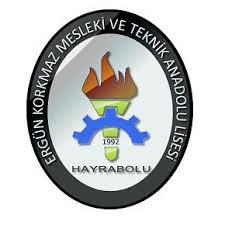 ERGÜN KORKMAZ MESLEKİ VE TEKNİK ANADOLU LİSESİ
1992
HAYRABOLU